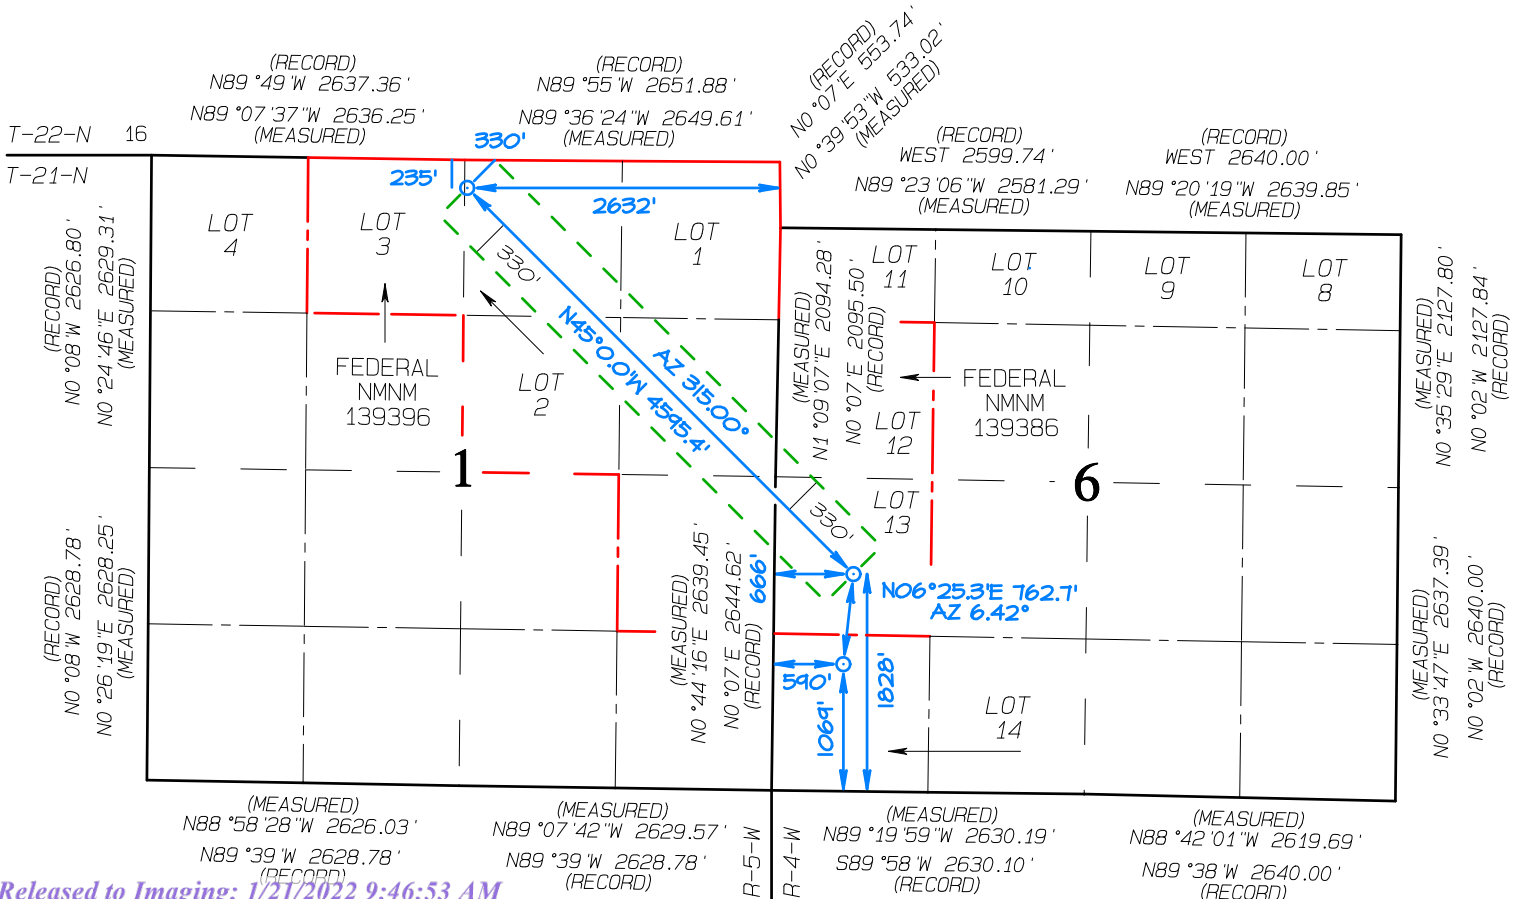 (RECORD)
N89°49'W 2637.36'
N89°07'37"W 2636.25'
(MEASURED)
(RECORD)
N89°55'W 2651.88'
N89°36'24"W 2649.61'
(MEASURED)
(RECORD)
N0°07'E 553.74'
N0°39'53"W 533.02'
(MEASURED)
(RECORD)
WEST 2599.74'
N89°23'06"W 2581.29'
(MEASURED)
(RECORD)
WEST 2640.00'
N89°20'19"W 2639.85'
(MEASURED)
T-22-N 16
T-21-N
330'
235'
2632'
LOT
4
LOT
3
LOT
1
LOT
11
LOT
10
LOT
9
LOT
8
(RECORD)
N0°08'W 2626.80'
N0°24'46"E 2629.31'
(MEASURED)
330'
N45°0.0'W 4595.4'
AZ 315.00°
(MEASURED)
N1°09'07"E 2094.28'
N0°07'E 2095.50'
(RECORD)
(MEASURED)
N0°35'29"E 2127.80'
N0°02'W 2127.84'
(RECORD)
FEDERAL
NMNM
139396
LOT
2
LOT
12
FEDERAL
NMNM
139386
1
6
LOT
13
330'
(RECORD)
N0°08'W 2628.78'
N0°26'19"E 2628.25'
(MEASURED)
(MEASURED)
N0°44'16"E 2639.45'
N0°07'E 2644.62'
(RECORD)
666'
N06°25.3'E 762.7'
AZ 6.42°
590'
1069'
1828'
LOT
14
(MEASURED)
N0°33'47"E 2637.39'
N0°02'W 2640.00'
(RECORD)
(MEASURED)
N88°58'28"W 2626.03'
N89°39'W 2628.78'
(RECORD)
(MEASURED)
N89°07'42"W 2629.57'
N89°39'W 2628.78'
(RECORD)
R-5-W
R-4-W
(MEASURED)
N89°19'59"W 2630.19'
S89°58'W 2630.10'
(RECORD)
(MEASURED)
N88°42'01"W 2619.69'
N89°38'W 2640.00'
(RECORD)
Released to Imaging: 1/21/2022 9:46:53 AM